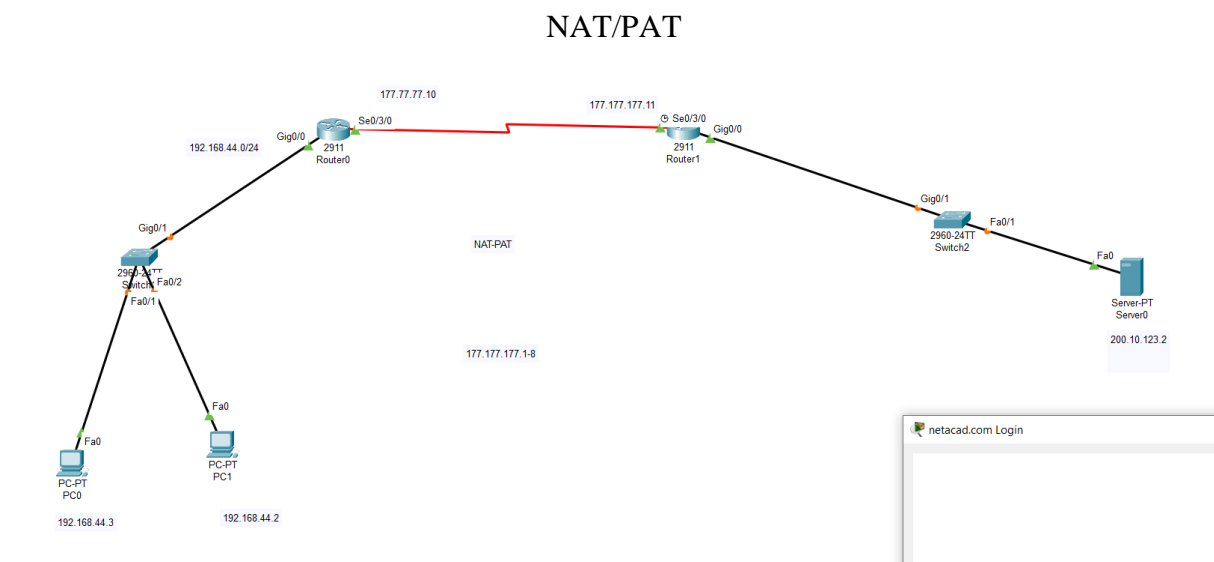 NAT/PAT
177.77.77.10
177.177.177.11
Se0/3/0
Se0/3/0
Gig0/0
Gig0/0
2911
Router0
2911
Router1
192.168.44.0/24
Gig0/1
Fa0/1
2960-24TT
Switch2
Gig0/1
NAT-PAT
Fa0
2960-24TT
Fa0/2
Fa0/1
Server-PT
Server0
200.10.123.2
177.177.177.1-8
Fa0
Fa0
netacad.com Login
PC-PT
PC1
PC-PT
PC0
192.168.44.3
192.168.44.2